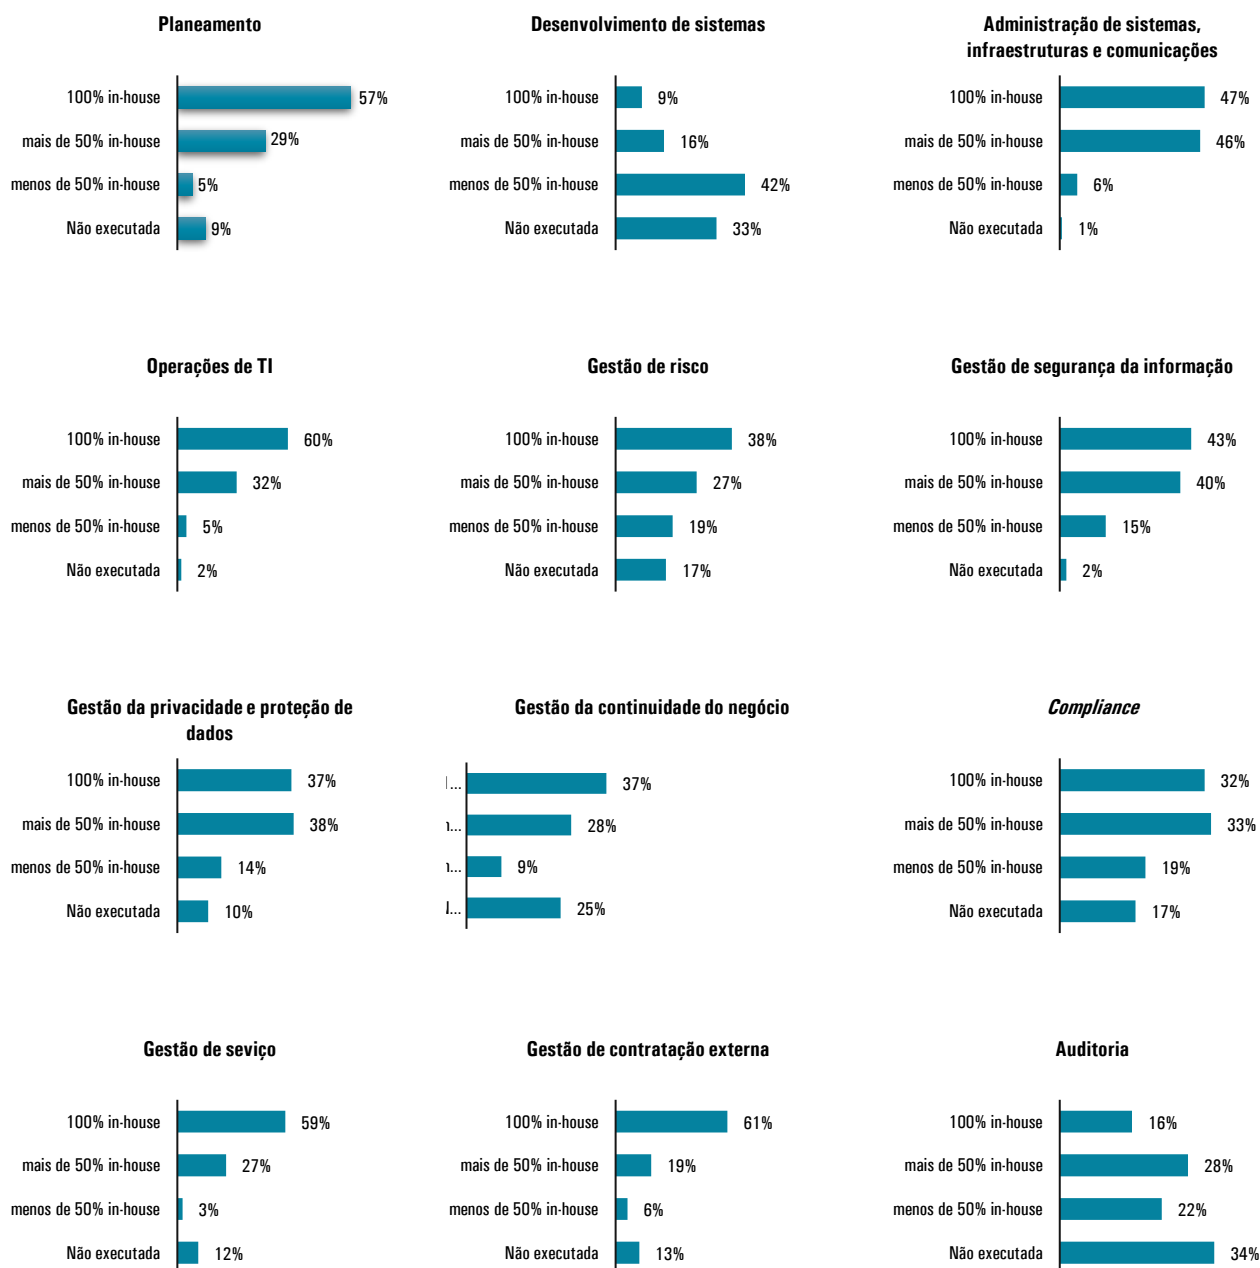 Planeamento
100% in-house 57%
mais de 50% in-house 29%
menos de 50% in-house 5%
Não executada 9%
Desenvolvimento de sistemas
100% in-house 9%
mais de 50% in-house 16%
menos de 50% in-house 42%
Não executada 33%
Administração de sistemas,
infraestruturas e comunicações
100% in-house 47%
mais de 50% in-house 46%
menos de 50% in-house 6%
Não executada 1%
Operações de TI
100% in-house 60%
mais de 50% in-house 32%
menos de 50% in-house 5%
Não executada 2%
Gestão de risco
100% in-house 38%
mais de 50% in-house 27%
menos de 50% in-house 19%
Não executada 17%
Gestão de segurança da informação
100% in-house 43%
mais de 50% in-house 40%
menos de 50% in-house 15%
Não executada 2%
Gestão da privacidade e proteção de
dados
100% in-house 37%
mais de 50% in-house 38%
menos de 50% in-house 14%
Não executada 10%
Gestão da continuidade do negócio
37%
28%
9%
25%
Compliance
100% in-house 32%
mais de 50% in-house 33%
menos de 50% in-house 19%
Não executada 17%
Gestão de seviço
100% in-house 59%
mais de 50% in-house 27%
menos de 50% in-house 3%
Não executada 12%
Gestão de contratação externa
100% in-house 61%
mais de 50% in-house 19%
menos de 50% in-house 6%
Não executada 13%
Auditoria
100% in-house 16%
mais de 50% in-house 28%
menos de 50% in-house 22%
Não executada 34%